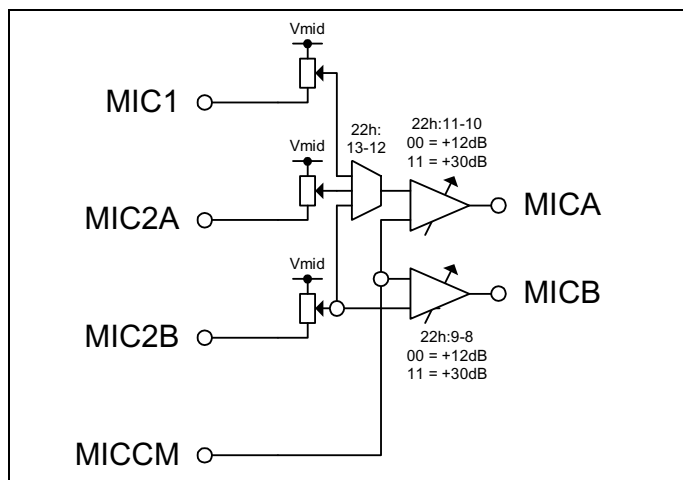 Vmid
MIC1
22h:
13-12
22h:11-10
00 = +12dB
11 = +30dB
Vmid
MIC2A
MICA
Vmid
MIC2B
MICB
22h:9-8
00 = +12dB
11 = +30dB
MICCM